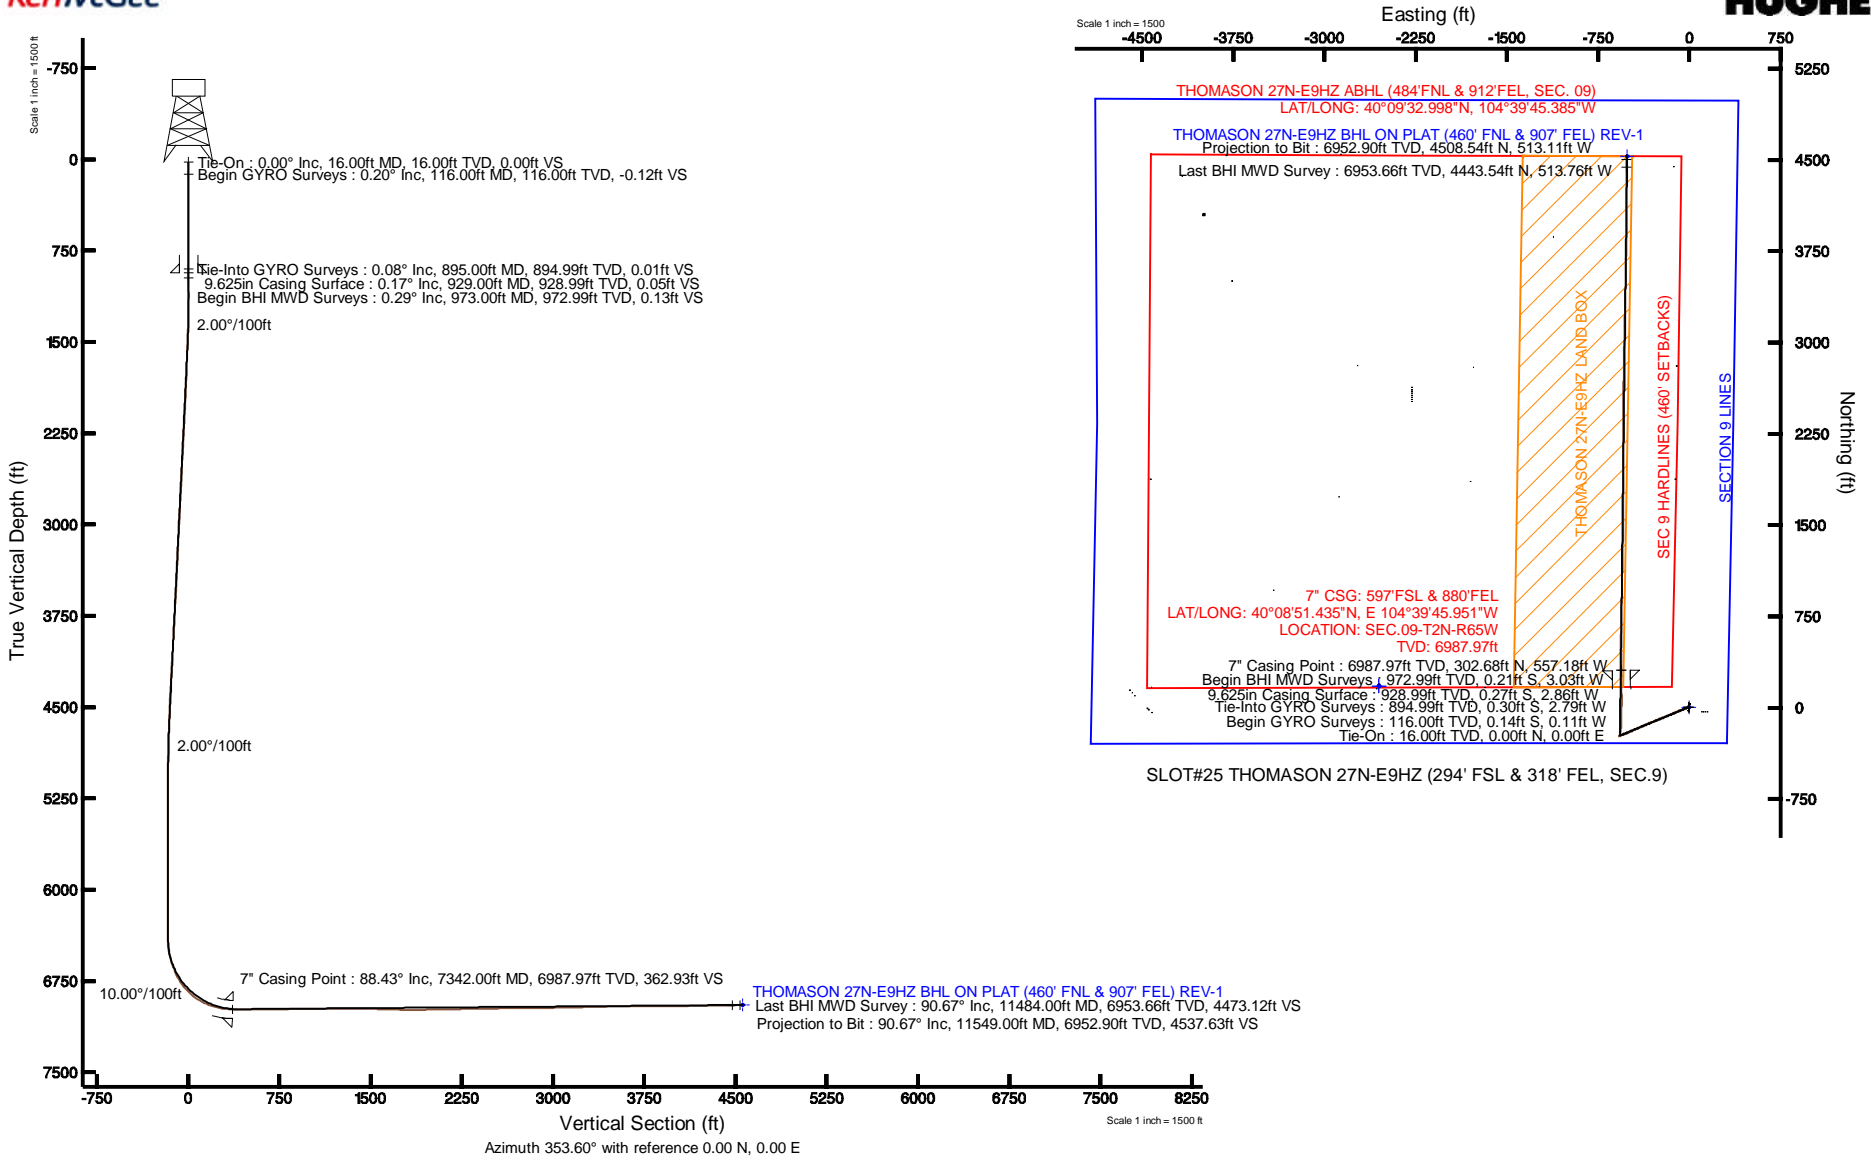 Scale 1 inch = 1500 ft
True Vertical Depth (ft)
-750
0
750
1500
2250
3000
3750
4500
5250
6000
6750
7500
Tie-On : 0.00° Inc, 16.00ft MD, 16.00ft TVD, 0.00ft VS
Begin GYRO Surveys : 0.20° Inc, 116.00ft MD, 116.00ft TVD, -0.12ft VS
Tie-Into GYRO Surveys : 0.08° Inc, 895.00ft MD, 894.99ft TVD, 0.01ft VS
9.625in Casing Surface : 0.17° Inc, 929.00ft MD, 928.99ft TVD, 0.05ft VS
Begin BHI MWD Surveys : 0.29° Inc, 973.00ft MD, 972.99ft TVD, 0.13ft VS
2.00°/100ft
2.00°/100ft
10.00°/100ft
7" Casing Point : 88.43° Inc, 7342.00ft MD, 6987.97ft TVD, 362.93ft VS
THOMASON 27N-E9HZ BHL ON PLAT (460' FNL & 907' FEL) REV-1
Last BHI MWD Survey : 90.67° Inc, 11484.00ft MD, 6953.66ft TVD, 4473.12ft VS
Projection to Bit : 90.67° Inc, 11549.00ft MD, 6952.90ft TVD, 4537.63ft VS
-750 0 750 1500 2250 3000 3750 4500 5250 6000 6750 7500 8250
Vertical Section (ft)
Scale 1 inch = 1500 ft
Azimuth 353.60° with reference 0.00 N, 0.00 E
Easting (ft)
Scale 1 inch = 1500
-4500 -3750 -3000 -2250 -1500 -750 0 750
THOMASON 27N-E9HZ ABHL (484'FNL & 912'FEL, SEC. 09)
LAT/LONG: 40°09'32.998"N, 104°39'45.385"W
THOMASON 27N-E9HZ BHL ON PLAT (460' FNL & 907' FEL) REV-1
Projection to Bit : 6952.90ft TVD, 4508.54ft N, 513.11ft W
Last BHI MWD Survey : 6953.66ft TVD, 4443.54ft N, 513.76ft W
THOMASON 27N-E9HZ LAND BOX
SEC 9 HARDLINES (460' SETBACKS)
SECTION 9 LINES
7" CSG: 597'FSL & 880'FEL
LAT/LONG: 40°08'51.435"N, E 104°39'45.951"W
LOCATION: SEC.09-T2N-R65W
TVD: 6987.97ft
7" Casing Point : 6987.97ft TVD, 302.68ft N, 557.18ft W
Begin BHI MWD Surveys : 972.99ft TVD, 0.21ft S, 3.03ft W
9.625in Casing Surface : 928.99ft TVD, 0.27ft S, 2.86ft W
Tie-Into GYRO Surveys : 894.99ft TVD, 0.30ft S, 2.79ft W
Begin GYRO Surveys : 116.00ft TVD, 0.14ft S, 0.11ft W
Tie-On : 16.00ft TVD, 0.00ft N, 0.00ft E
SLOT#25 THOMASON 27N-E9HZ (294' FSL & 318' FEL, SEC.9)
5250
4500
3750
3000
2250
1500
750
0
-750
Northing (ft)